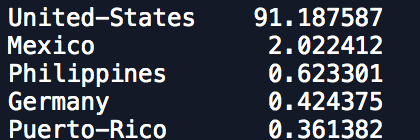 United-States 91.187587
Mexico 2.022412
Philippines 0.623301
Germany 0.424375
Puerto-Rico 0.361382